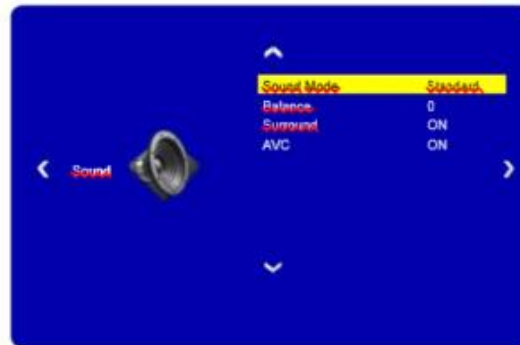 Sound Mode Standard
Balance 0
Surround ON
AVC ON
Sound